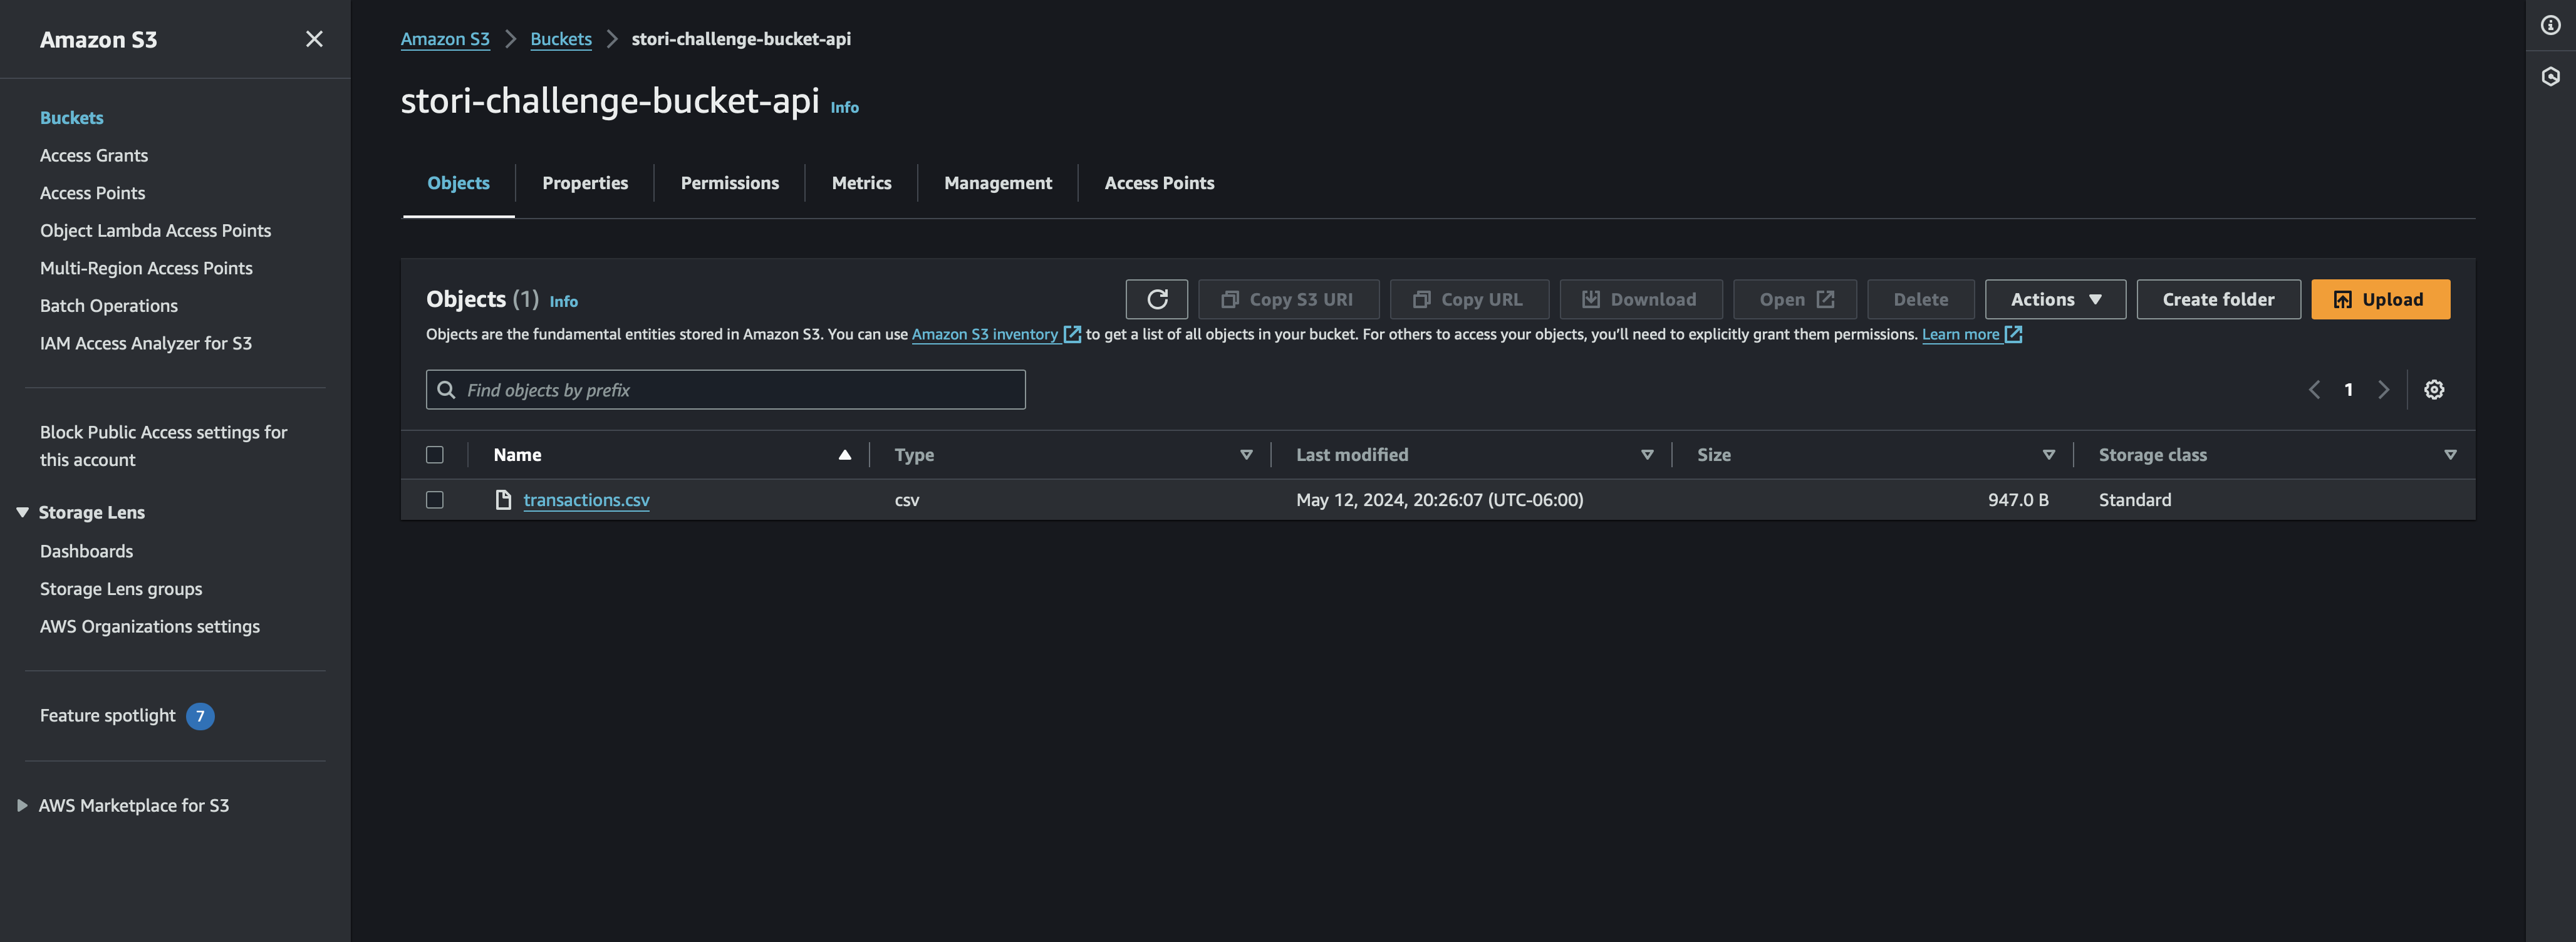 Amazon S3
Buckets
Access Grants
Access Points
Object Lambda Access Points
Multi-Region Access Points
Batch Operations
IAM Access Analyzer for S3
Block Public Access settings for
this account
Storage Lens
Dashboards
Storage Lens groups
AWS Organizations settings
Feature spotlight 7
AWS Marketplace for S3
Amazon S3 Buckets stori-challenge-bucket-api
stori-challenge-bucket-api Info
Objects Properties Permissions Metrics Management Access Points
Objects (1) Info
Copy S3 URI Copy URL Download Open Delete Actions Create folder Upload
Objects are the fundamental entities stored in Amazon S3. You can use Amazon S3 inventory to get a list of all objects in your bucket. For others to access your objects, you’ll need to explicitly grant them permissions. Learn more
Find objects by prefix
1
Name Type Last modified Size Storage class
transactions.csv csv May 12, 2024, 20:26:07 (UTC-06:00) 947.0 B Standard